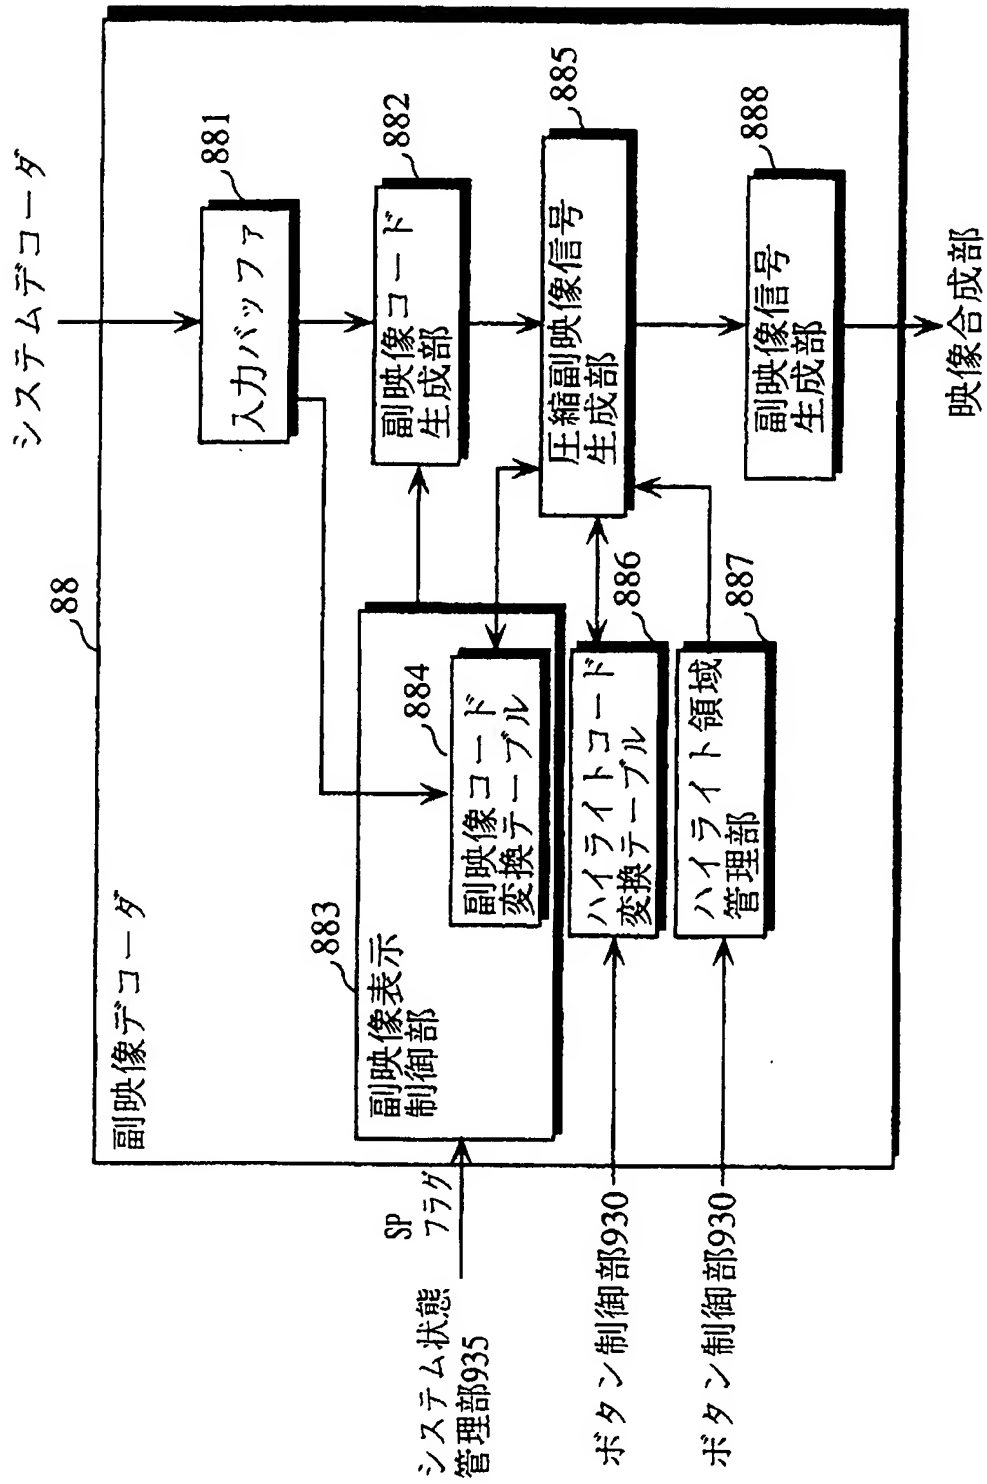 システムデコーダ
88
副映像デコーダ
881
入力バッファ
882
副映像コード
生成部
883
副映像表示
制御部
884
副映像コード
変換テーブル
885
圧縮副映像信号
生成部
886
ハイライトコード
変換テーブル
887
ハイライト領域
管理部
888
副映像信号
生成部
映像合成部
SP
フラグ
システム状態
管理部935
ボタン制御部930
ボタン制御部930